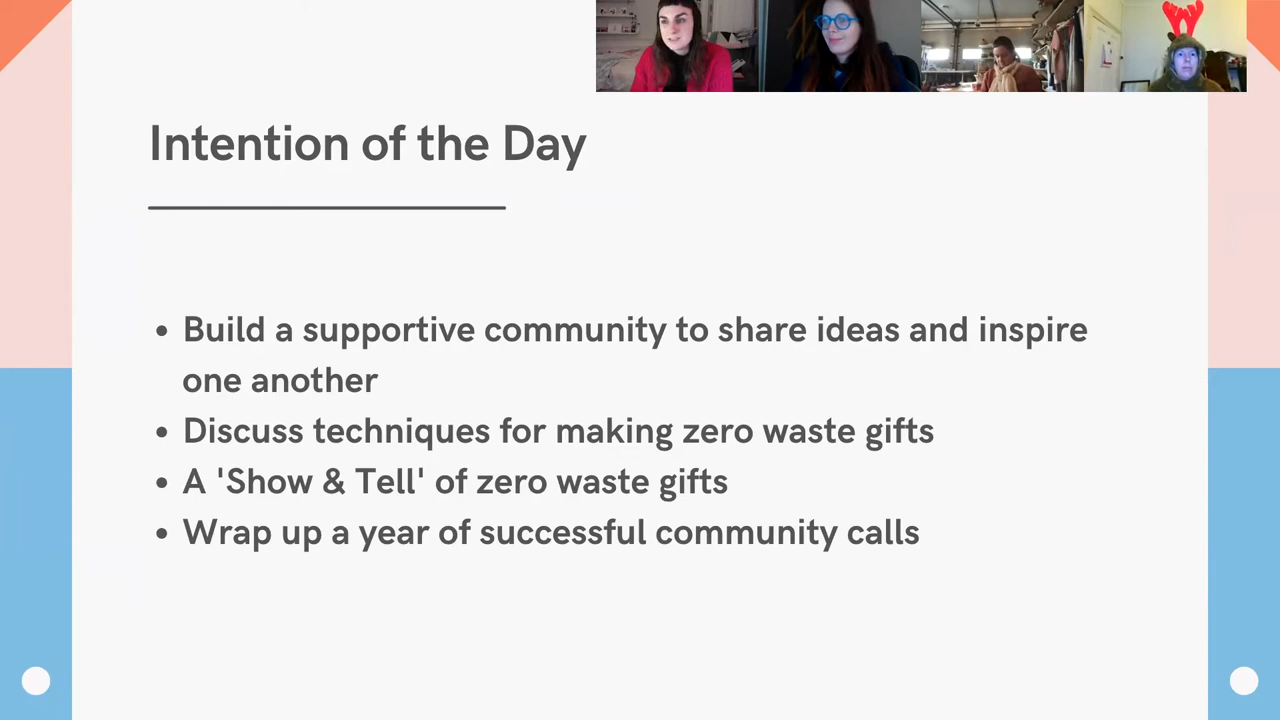 Intention of the Day
• Build a supportive community to share ideas and inspire
one another
• Discuss techniques for making zero waste gifts
• A 'Show & Tell' of zero waste gifts
• Wrap up a year of successful community calls